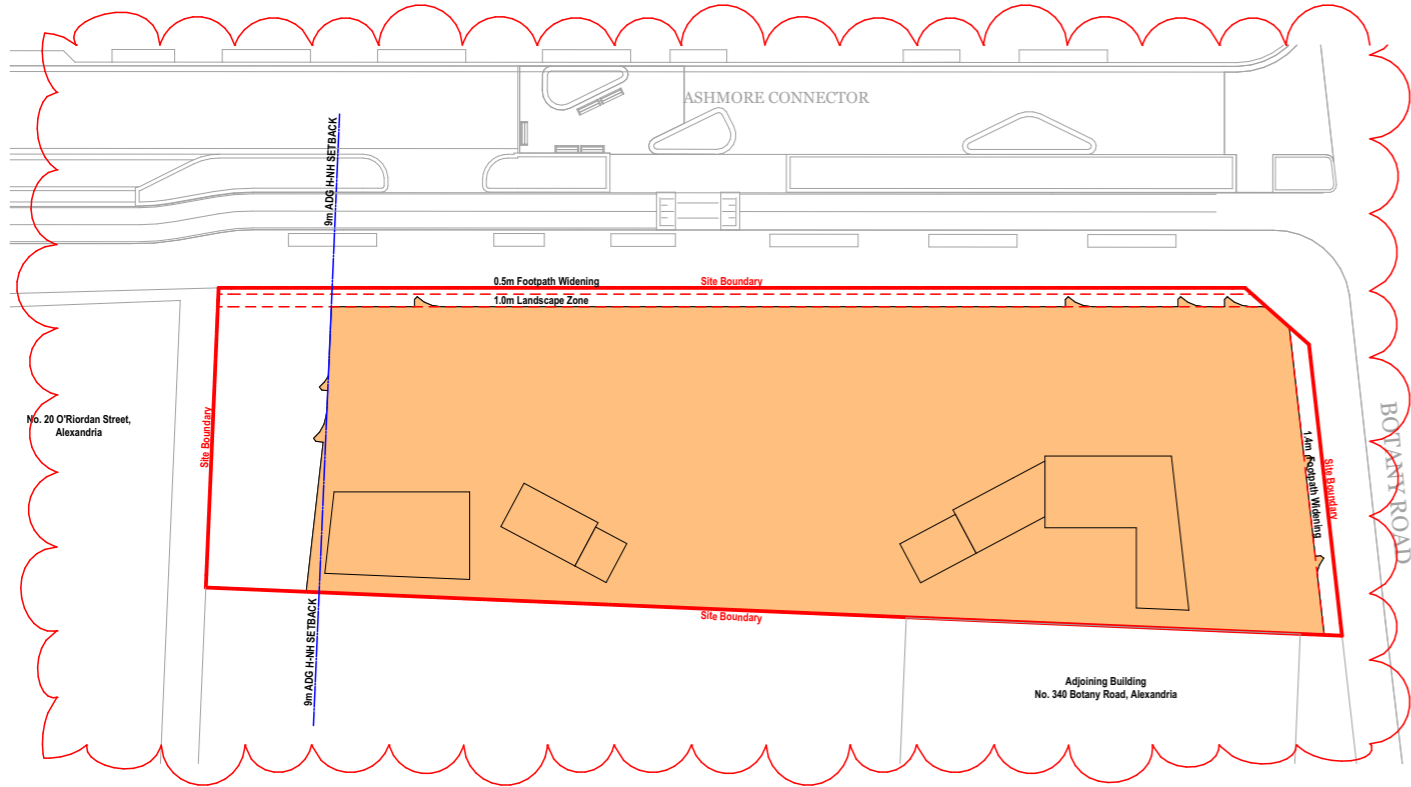 ASHMORE CONNECTOR
9m ADG H-NH SETBACK
0.5m Footpath Widening
Site Boundary
1.0m Landscape Zone
No. 20 O'Riordan Street,
Alexandria
Site Boundary
1.4m Footpath Widening
Site Boundary
BOTANY ROAD
9m ADG H-NH SETBACK
Site Boundary
Adjoining Building
No. 340 Botany Road, Alexandria